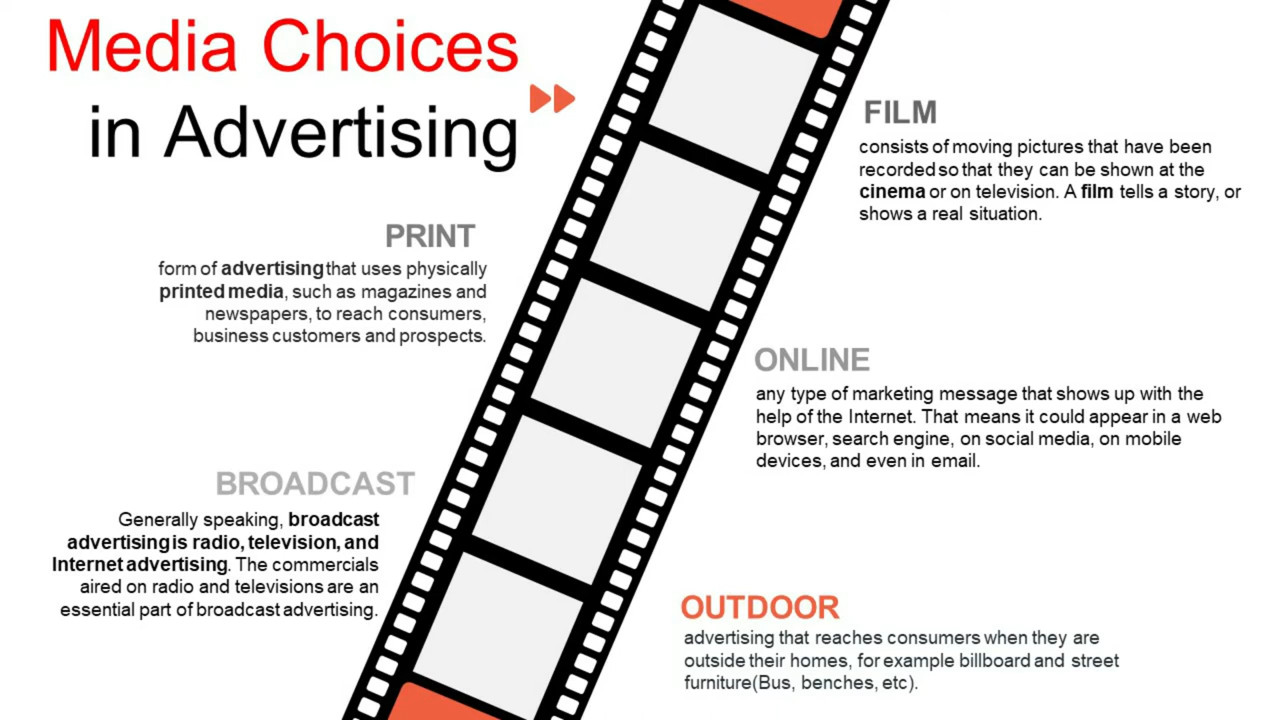 Media Choices
in Advertising
FILM
consists of moving pictures that have been
recorded so that they can be shown at the
cinema or on television. A film tells a story, or
shows a real situation.
PRINT
form of advertising that uses physically
printed media, such as magazines and
newspapers, to reach consumers,
business customers and prospects.
ONLINE
any type of marketing message that shows up with the
help of the Internet. That means it could appear in a web
browser, search engine, on social media, on mobile
devices, and even in email.
BROADCAST
Generally speaking, broadcast
advertising is radio, television, and
Internet advertising. The commercials
aired on radio and televisions are an
essential part of broadcast advertising.
OUTDOOR
advertising that reaches consumers when they are
outside their homes, for example billboard and street
furniture(Bus, benches, etc).